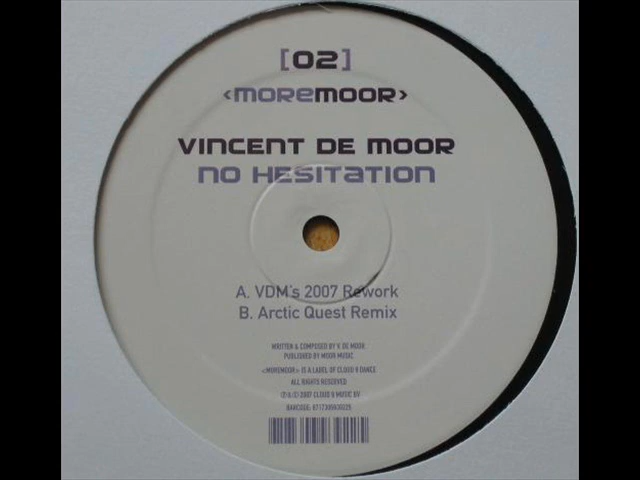 [02]
<MOREMOOR>
VINCENT DE MOOR
NO HESITATION
A. VDM's 2007 Rework
B. Arctic Quest Remix
WRITTEN & COMPOSED BY V. DE MOOR
PUBLISHED BY MOOR MUSIC
<MOREMOOR> IS A LABEL OF CLOUD 9 DANCE
ALL RIGHTS RESERVED
℗ & © 2007 CLOUD 9 MUSIC BV
BARCODE: